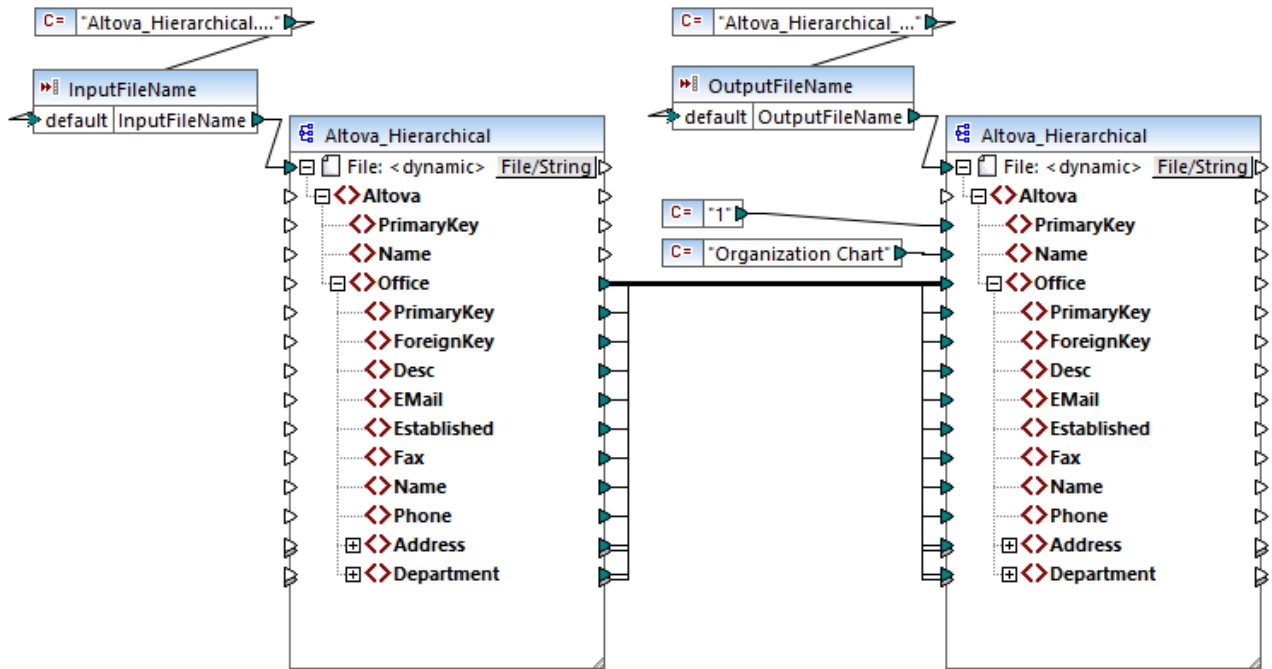 C= "Altova_Hierarchical...."
InputFileName
default InputFileName
Altova_Hierarchical
File: <dynamic> File/String
Altova
PrimaryKey
Name
Office
PrimaryKey
ForeignKey
Desc
EMail
Established
Fax
Name
Phone
Address
Department
C= "Altova_Hierarchical_..."
OutputFileName
default OutputFileName
C= "1"
C= "Organization Chart"
Altova_Hierarchical
File: <dynamic> File/String
Altova
PrimaryKey
Name
Office
PrimaryKey
ForeignKey
Desc
EMail
Established
Fax
Name
Phone
Address
Department